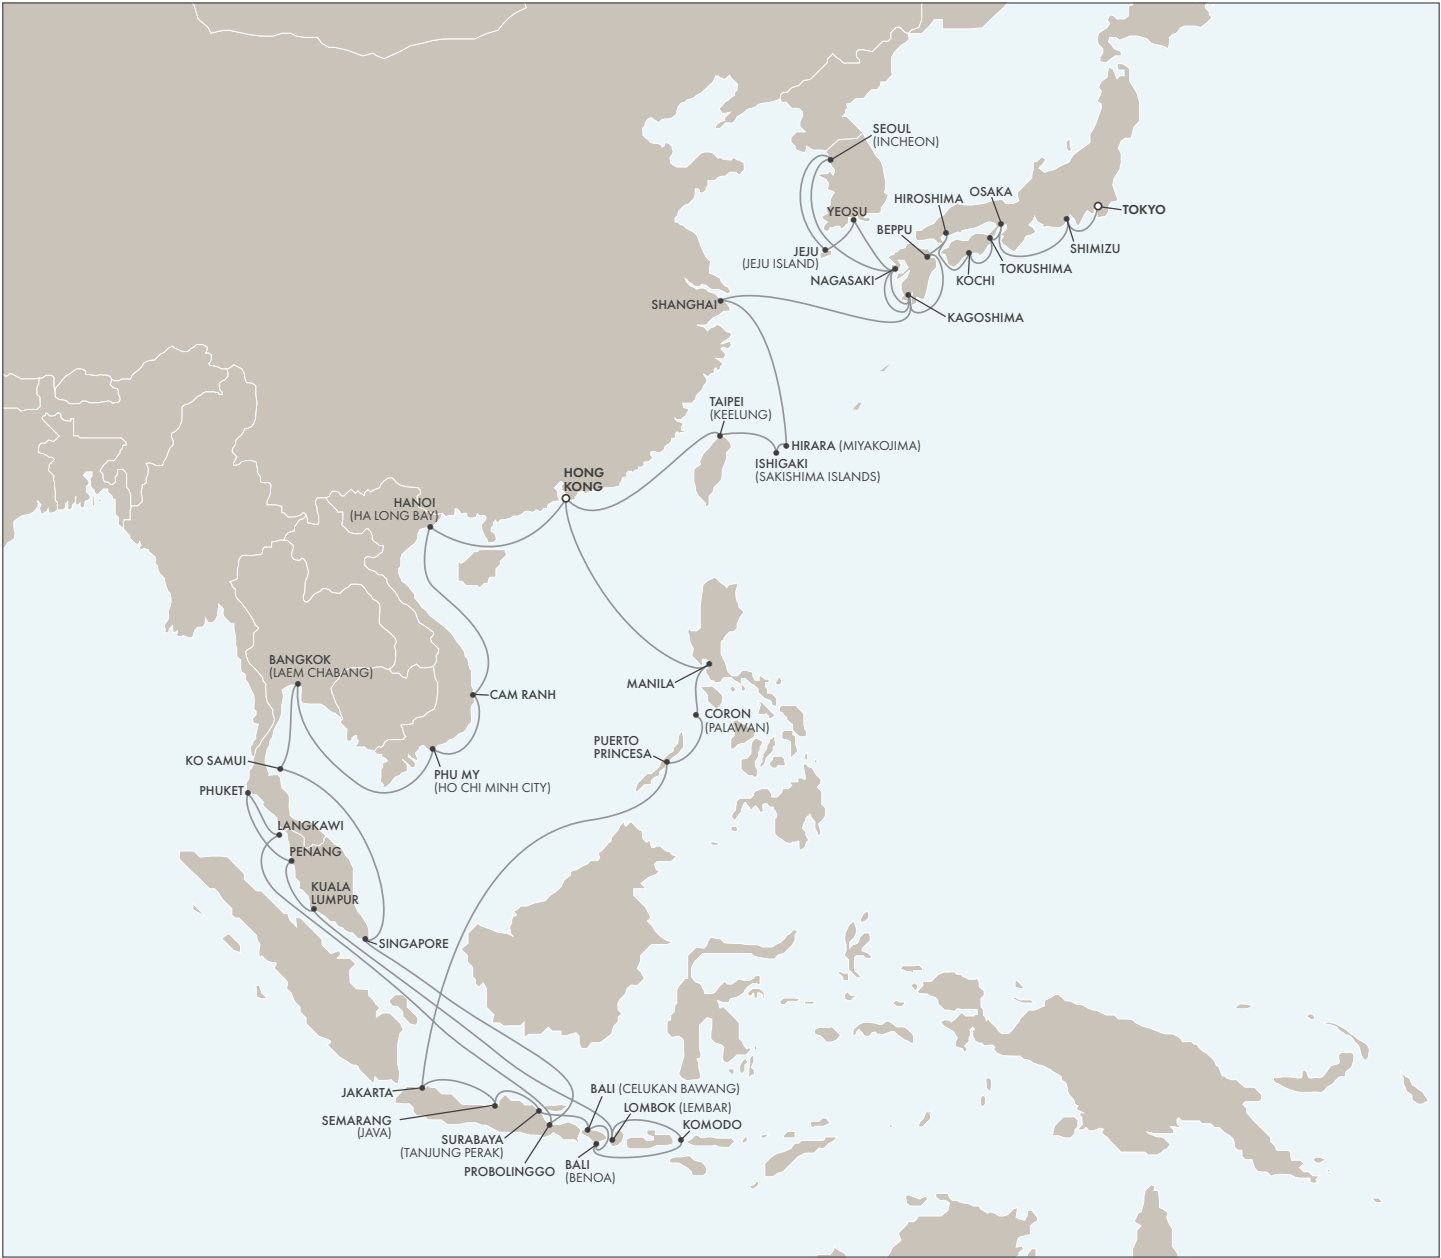 SEOUL
(INCHEON)
OSAKA
HIROSHIMA
TOKYO
YEOSU
BEPPU
SHIMIZU
JEJU
(JEJU ISLAND)
TOKUSHIMA
NAGASAKI
KOCHI
SHANGHAI
KAGOSHIMA
TAIPEI
(KEELUNG)
HIRARA (MIYAKOJIMA)
ISHIGAKI
(SAKISHIMA ISLANDS)
HONG
KONG
HANOI
(HA LONG BAY)
BANGKOK
(LAEM CHABANG)
MANILA
CAM RANH
CORON
(PALAWAN)
PUERTO
PRINCESA
KO SAMUI
PHU MY
(HO CHI MINH CITY)
PHUKET
LANGKAWI
PENANG
KUALA
LUMPUR
SINGAPORE
JAKARTA
BALI (CELUKAN BAWANG)
LOMBOK (LEMBAR)
SEMARANG
(JAVA)
KOMODO
SURABAYA
(TANJUNG PERAK)
PROBOLINGGO
BALI
(BENOA)